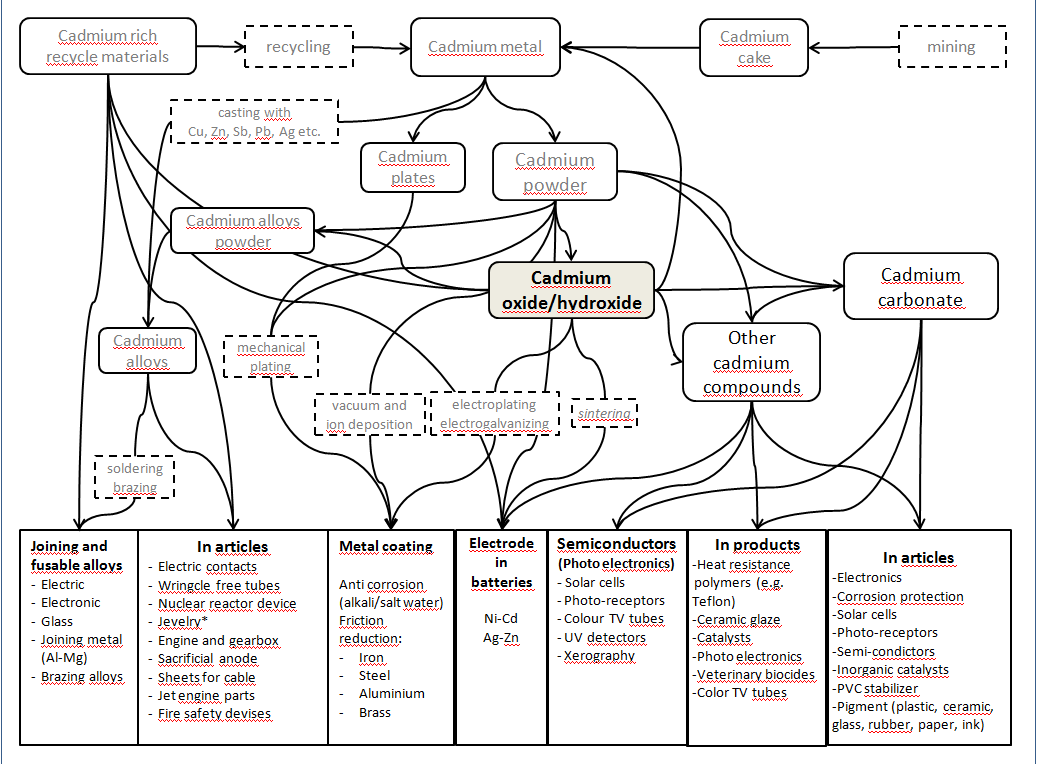 Cadmium rich
recycle materials
recycling
Cadmium metal
Cadmium
cake
mining
casting with
Cu, Zn, Sb, Pb, Ag etc.
Cadmium
plates
Cadmium
powder
Cadmium alloys
powder
Cadmium
oxide/hydroxide
Cadmium
carbonate
Cadmium
alloys
mechanical
plating
Other
cadmium
compounds
vacuum and
ion deposition
electroplating
electrogalvanizing
sintering
soldering
brazing
Joining and
fusable alloys
- Electric
- Electronic
- Glass
- Joining metal
(Al-Mg)
- Brazing alloys
In articles
- Electric contacts
- Wringcle free tubes
- Nuclear reactor device
- Jevelry*
- Engine and gearbox
- Sacrificial anode
- Sheets for cable
- Jet engine parts
- Fire safety devises
Metal coating
Anti corrosion
(alkali/salt water)
Friction
reduction:
- Iron
- Steel
- Aluminium
- Brass
Electrode
in
batteries
Ni-Cd
Ag-Zn
Semiconductors
(Photo electronics)
- Solar cells
- Photo-receptors
- Colour TV tubes
- UV detectors
- Xerography
In products
-Heat resistance
polymers (e.g.
Teflon)
-Ceramic glaze
-Catalysts
-Photo electronics
-Veterinary biocides
-Color TV tubes
In articles
-Electronics
-Corrosion protection
-Solar cells
-Photo-receptors
-Semi-condictors
-Inorganic catalysts
-PVC stabilizer
-Pigment (plastic, ceramic,
glass, rubber, paper, ink)